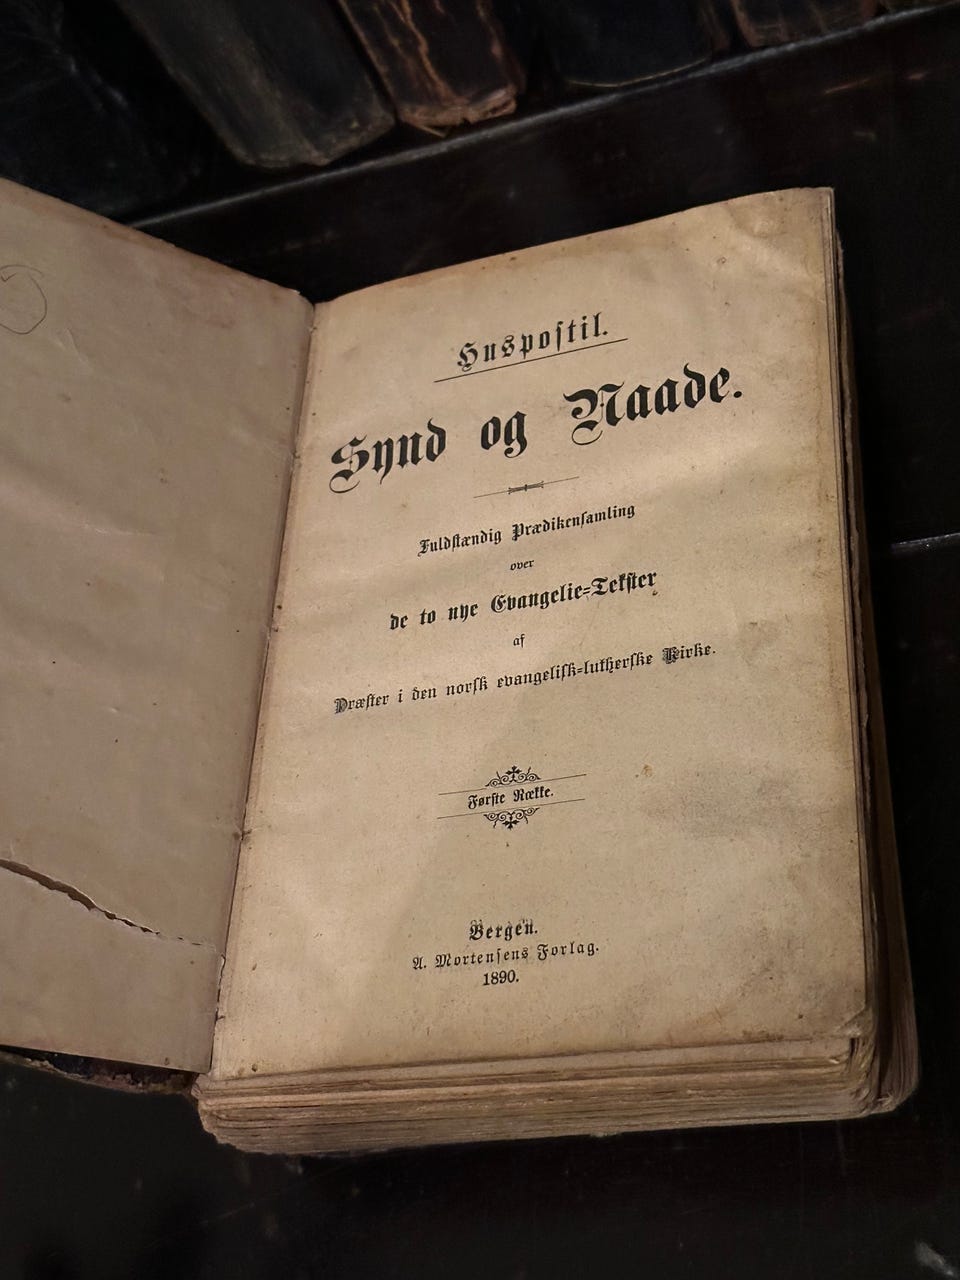 Huspostil.
Synd og Naade.
Fuldstændig Prædikensamling
over
de to nye Evangelie=Tekster
af
Præster i den norsk evangelisk=lutherske Kirke.
Første Række.
Bergen.
A. Mortensens Forlag.
1890.